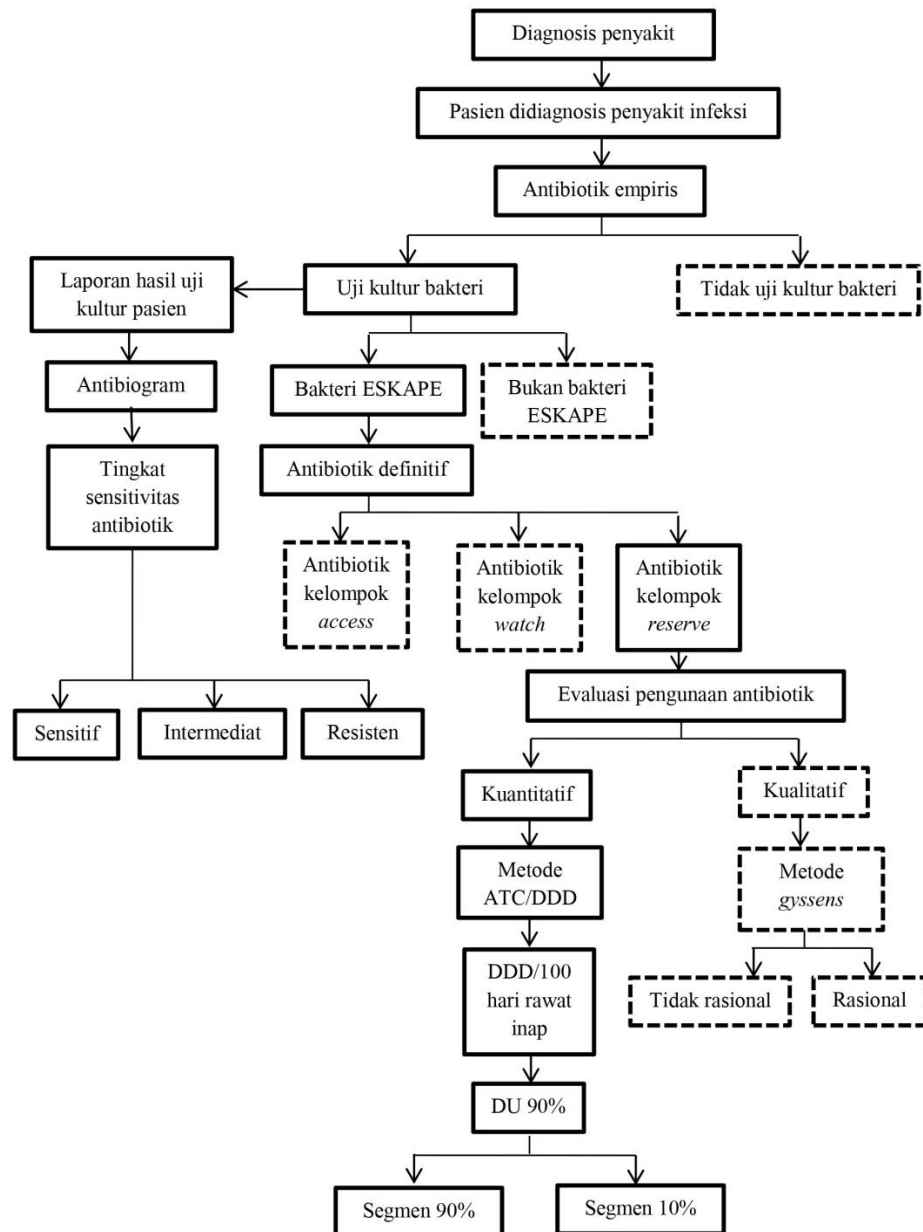 Diagnosis penyakit
Pasien didiagnosis penyakit infeksi
Antibiotik empiris
Laporan hasil uji
kultur pasien
Uji kultur bakteri
Tidak uji kultur bakteri
Antibiogram
Bakteri ESKAPE
Bukan bakteri
ESKAPE
Tingkat
sensitivitas
antibiotik
Antibiotik definitif
Antibiotik
kelompok
access
Antibiotik
kelompok
watch
Antibiotik
kelompok
reserve
Sensitif
Intermediat
Resisten
Evaluasi pengunaan antibiotik
Kuantitatif
Kualitatif
Metode
ATC/DDD
Metode
gyssens
DDD/100
hari rawat
inap
Tidak rasional
Rasional
DU 90%
Segmen 90%
Segmen 10%